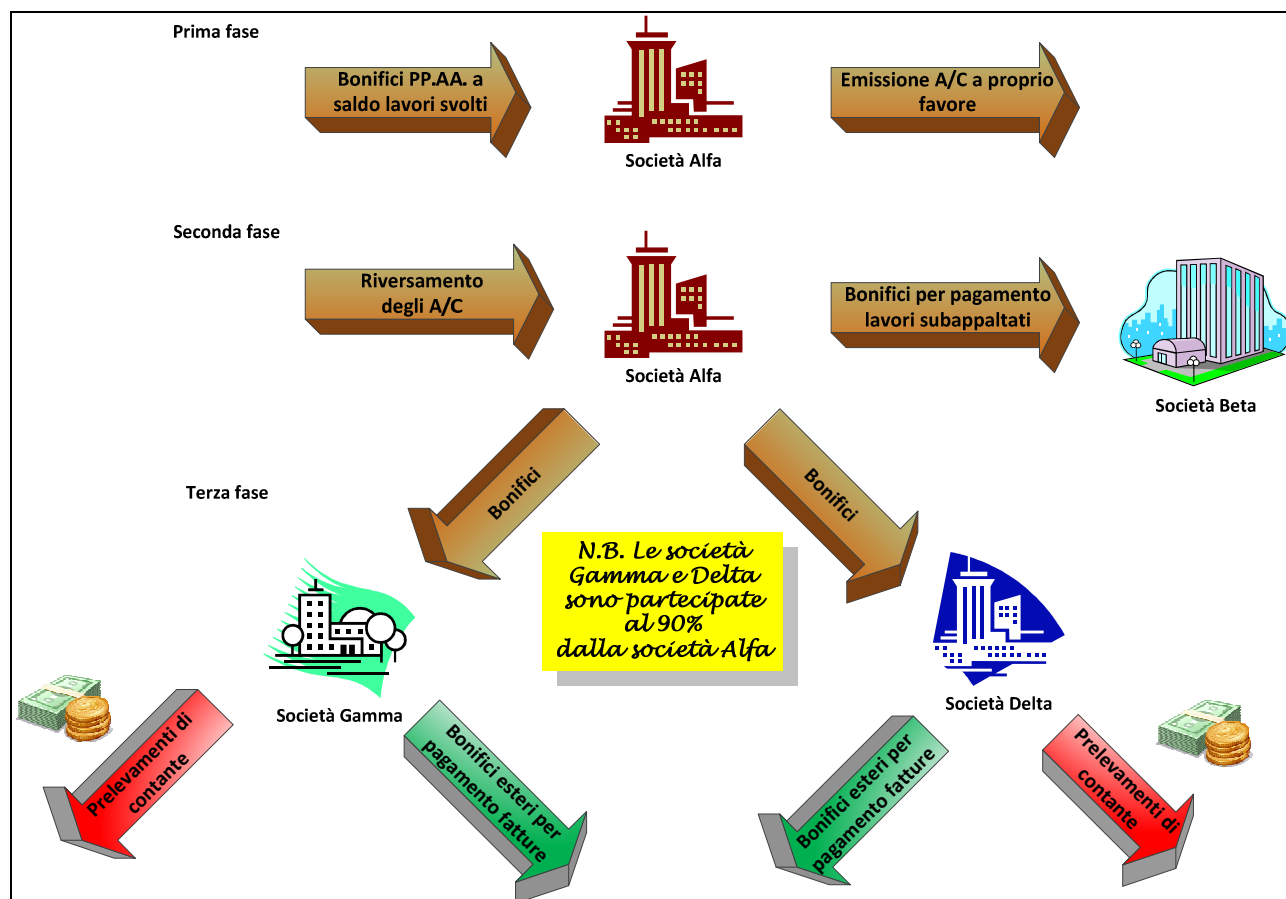 Prima fase
Bonifici PP.AA. a
saldo lavori svolti
Emissione A/C a proprio
favore
Società Alfa
Seconda fase
Riversamento
degli A/C
Bonifici per pagamento
lavori subappaltati
Società Alfa
Società Beta
Terza fase
Bonifici
Bonifici
N.B. Le società
Gamma e Delta
sono partecipate
al 90%
dalla società Alfa
Società Gamma
Società Delta
Prelevamenti di
contante
Bonifici esteri per
pagamento fatture
Bonifici esteri per
pagamento fatture
Prelevamenti di
contante